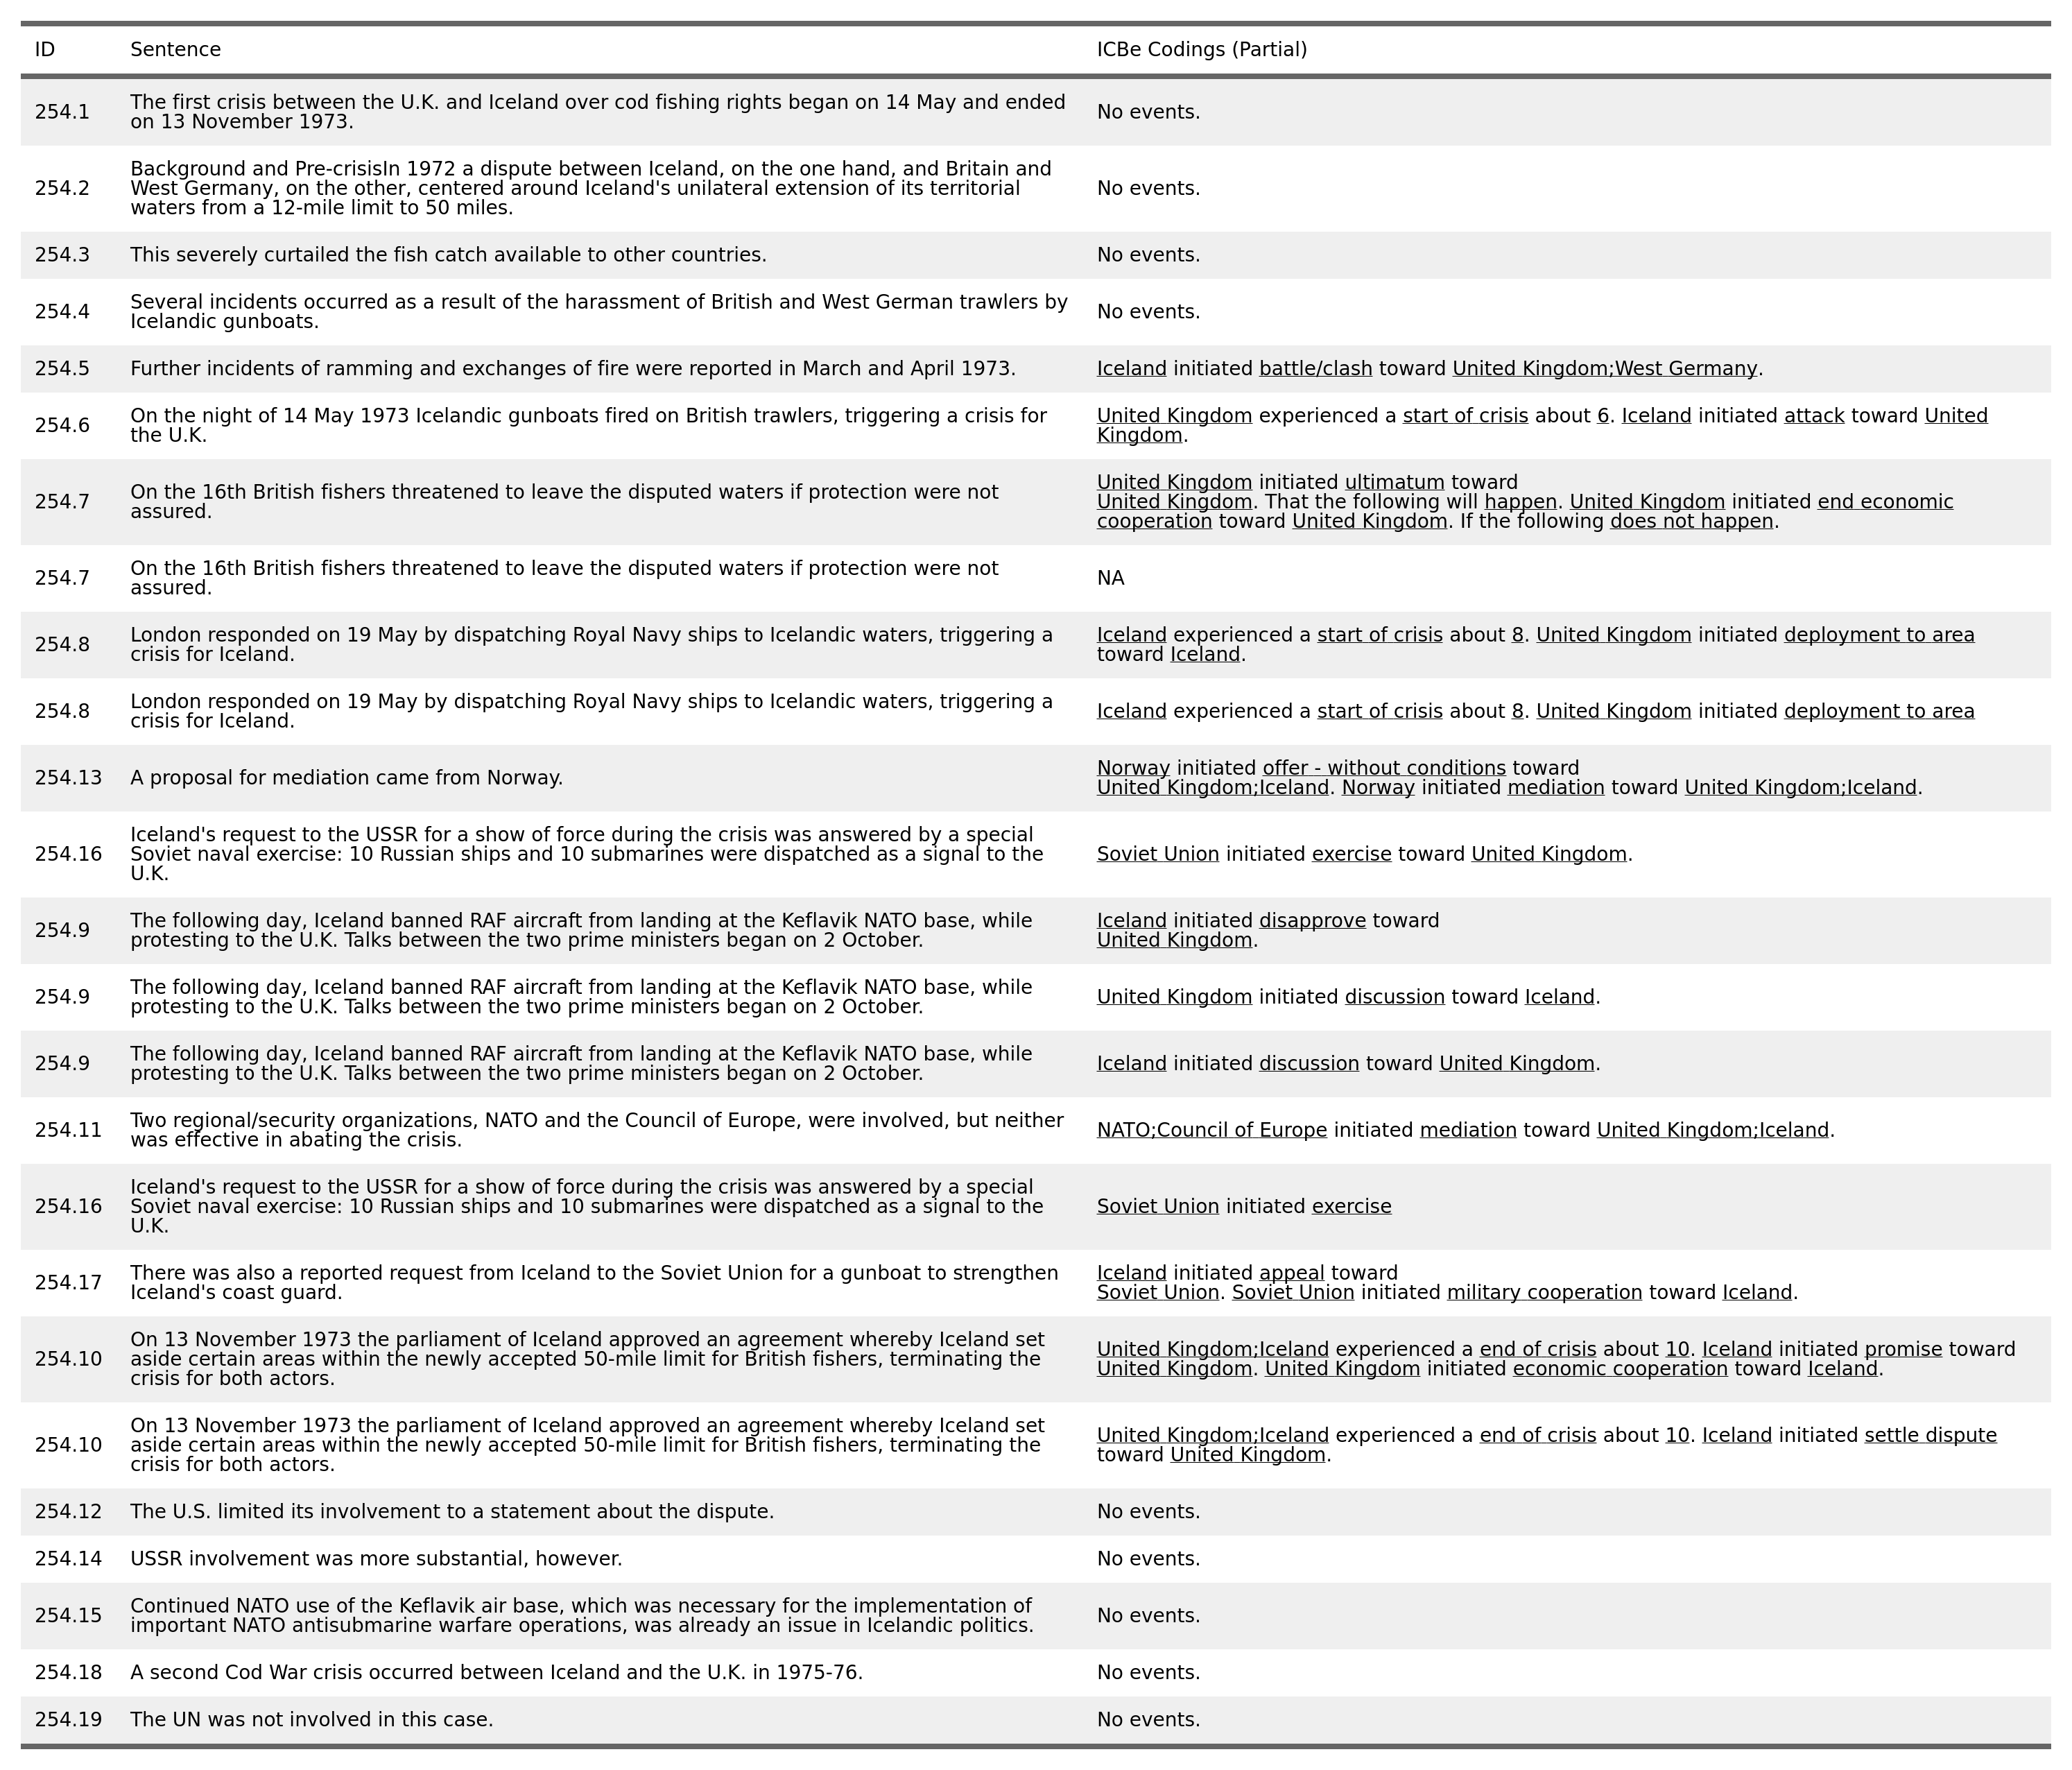 ID Sentence ICBe Codings (Partial)
254.1 The first crisis between the U.K. and Iceland over cod fishing rights began on 14 May and ended
on 13 November 1973. No events.
254.2 Background and Pre-crisisIn 1972 a dispute between Iceland, on the one hand, and Britain and
West Germany, on the other, centered around Iceland's unilateral extension of its territorial
waters from a 12-mile limit to 50 miles. No events.
254.3 This severely curtailed the fish catch available to other countries. No events.
254.4 Several incidents occurred as a result of the harassment of British and West German trawlers by
Icelandic gunboats. No events.
254.5 Further incidents of ramming and exchanges of fire were reported in March and April 1973. Iceland initiated battle/clash toward United Kingdom;West Germany.
254.6 On the night of 14 May 1973 Icelandic gunboats fired on British trawlers, triggering a crisis for
the U.K.
United Kingdom experienced a start of crisis about 6. Iceland initiated attack toward United
Kingdom.
254.7 On the 16th British fishers threatened to leave the disputed waters if protection were not
assured.
United Kingdom initiated ultimatum toward
United Kingdom. That the following will happen. United Kingdom initiated end economic
cooperation toward United Kingdom. If the following does not happen.
254.7 On the 16th British fishers threatened to leave the disputed waters if protection were not
assured. NA
254.8 London responded on 19 May by dispatching Royal Navy ships to Icelandic waters, triggering a
crisis for Iceland.
Iceland experienced a start of crisis about 8. United Kingdom initiated deployment to area
toward Iceland.
254.8 London responded on 19 May by dispatching Royal Navy ships to Icelandic waters, triggering a
crisis for Iceland.
Iceland experienced a start of crisis about 8. United Kingdom initiated deployment to area
254.13 A proposal for mediation came from Norway.
Norway initiated offer - without conditions toward
United Kingdom;Iceland. Norway initiated mediation toward United Kingdom;Iceland.
254.16 Iceland's request to the USSR for a show of force during the crisis was answered by a special
Soviet naval exercise: 10 Russian ships and 10 submarines were dispatched as a signal to the
U.K.
Soviet Union initiated exercise toward United Kingdom.
254.9 The following day, Iceland banned RAF aircraft from landing at the Keflavik NATO base, while
protesting to the U.K. Talks between the two prime ministers began on 2 October.
Iceland initiated disapprove toward
United Kingdom.
254.9 The following day, Iceland banned RAF aircraft from landing at the Keflavik NATO base, while
protesting to the U.K. Talks between the two prime ministers began on 2 October.
United Kingdom initiated discussion toward Iceland.
254.9 The following day, Iceland banned RAF aircraft from landing at the Keflavik NATO base, while
protesting to the U.K. Talks between the two prime ministers began on 2 October.
Iceland initiated discussion toward United Kingdom.
254.11 Two regional/security organizations, NATO and the Council of Europe, were involved, but neither
was effective in abating the crisis.
NATO;Council of Europe initiated mediation toward United Kingdom;Iceland.
254.16 Iceland's request to the USSR for a show of force during the crisis was answered by a special
Soviet naval exercise: 10 Russian ships and 10 submarines were dispatched as a signal to the
U.K.
Soviet Union initiated exercise
254.17 There was also a reported request from Iceland to the Soviet Union for a gunboat to strengthen
Iceland's coast guard.
Iceland initiated appeal toward
Soviet Union. Soviet Union initiated military cooperation toward Iceland.
254.10 On 13 November 1973 the parliament of Iceland approved an agreement whereby Iceland set
aside certain areas within the newly accepted 50-mile limit for British fishers, terminating the
crisis for both actors.
United Kingdom;Iceland experienced a end of crisis about 10. Iceland initiated promise toward
United Kingdom. United Kingdom initiated economic cooperation toward Iceland.
254.10 On 13 November 1973 the parliament of Iceland approved an agreement whereby Iceland set
aside certain areas within the newly accepted 50-mile limit for British fishers, terminating the
crisis for both actors.
United Kingdom;Iceland experienced a end of crisis about 10. Iceland initiated settle dispute
toward United Kingdom.
254.12 The U.S. limited its involvement to a statement about the dispute. No events.
254.14 USSR involvement was more substantial, however. No events.
254.15 Continued NATO use of the Keflavik air base, which was necessary for the implementation of
important NATO antisubmarine warfare operations, was already an issue in Icelandic politics. No events.
254.18 A second Cod War crisis occurred between Iceland and the U.K. in 1975-76. No events.
254.19 The UN was not involved in this case. No events.